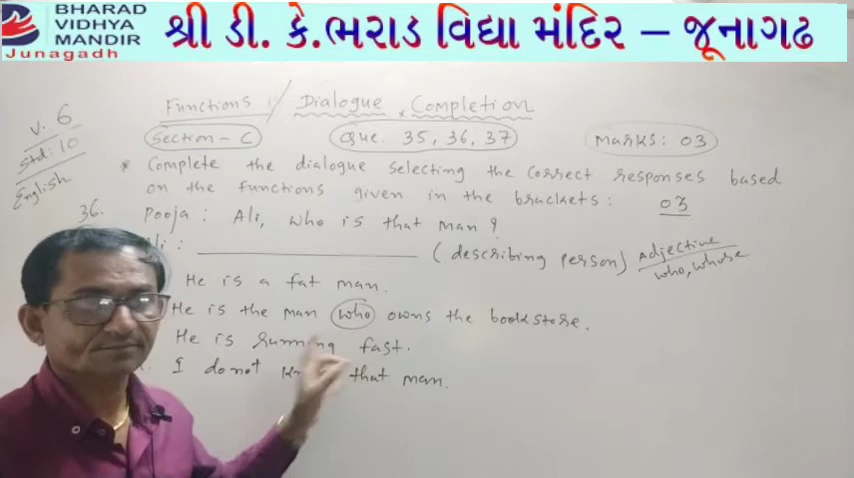 BHARAD
VIDHYA
MANDIR
Junagadh
શ્રી ડી. કે.ભરાડ વિદ્યા મંદિર – જૂનાગઢ
Functions :/ Dialogue Completion
V. 6
Std: 10
English
Section - C Que. 35, 36, 37 Marks: 03
* Complete the dialogue selecting the correct responses based
on the functions given in the brackets: 03
36. Pooja : Ali, who is that man?
(describing person) Adjective
who, whose
He is a fat man.
He is the man who owns the bookstore.
He is running fast.
I do not that man.